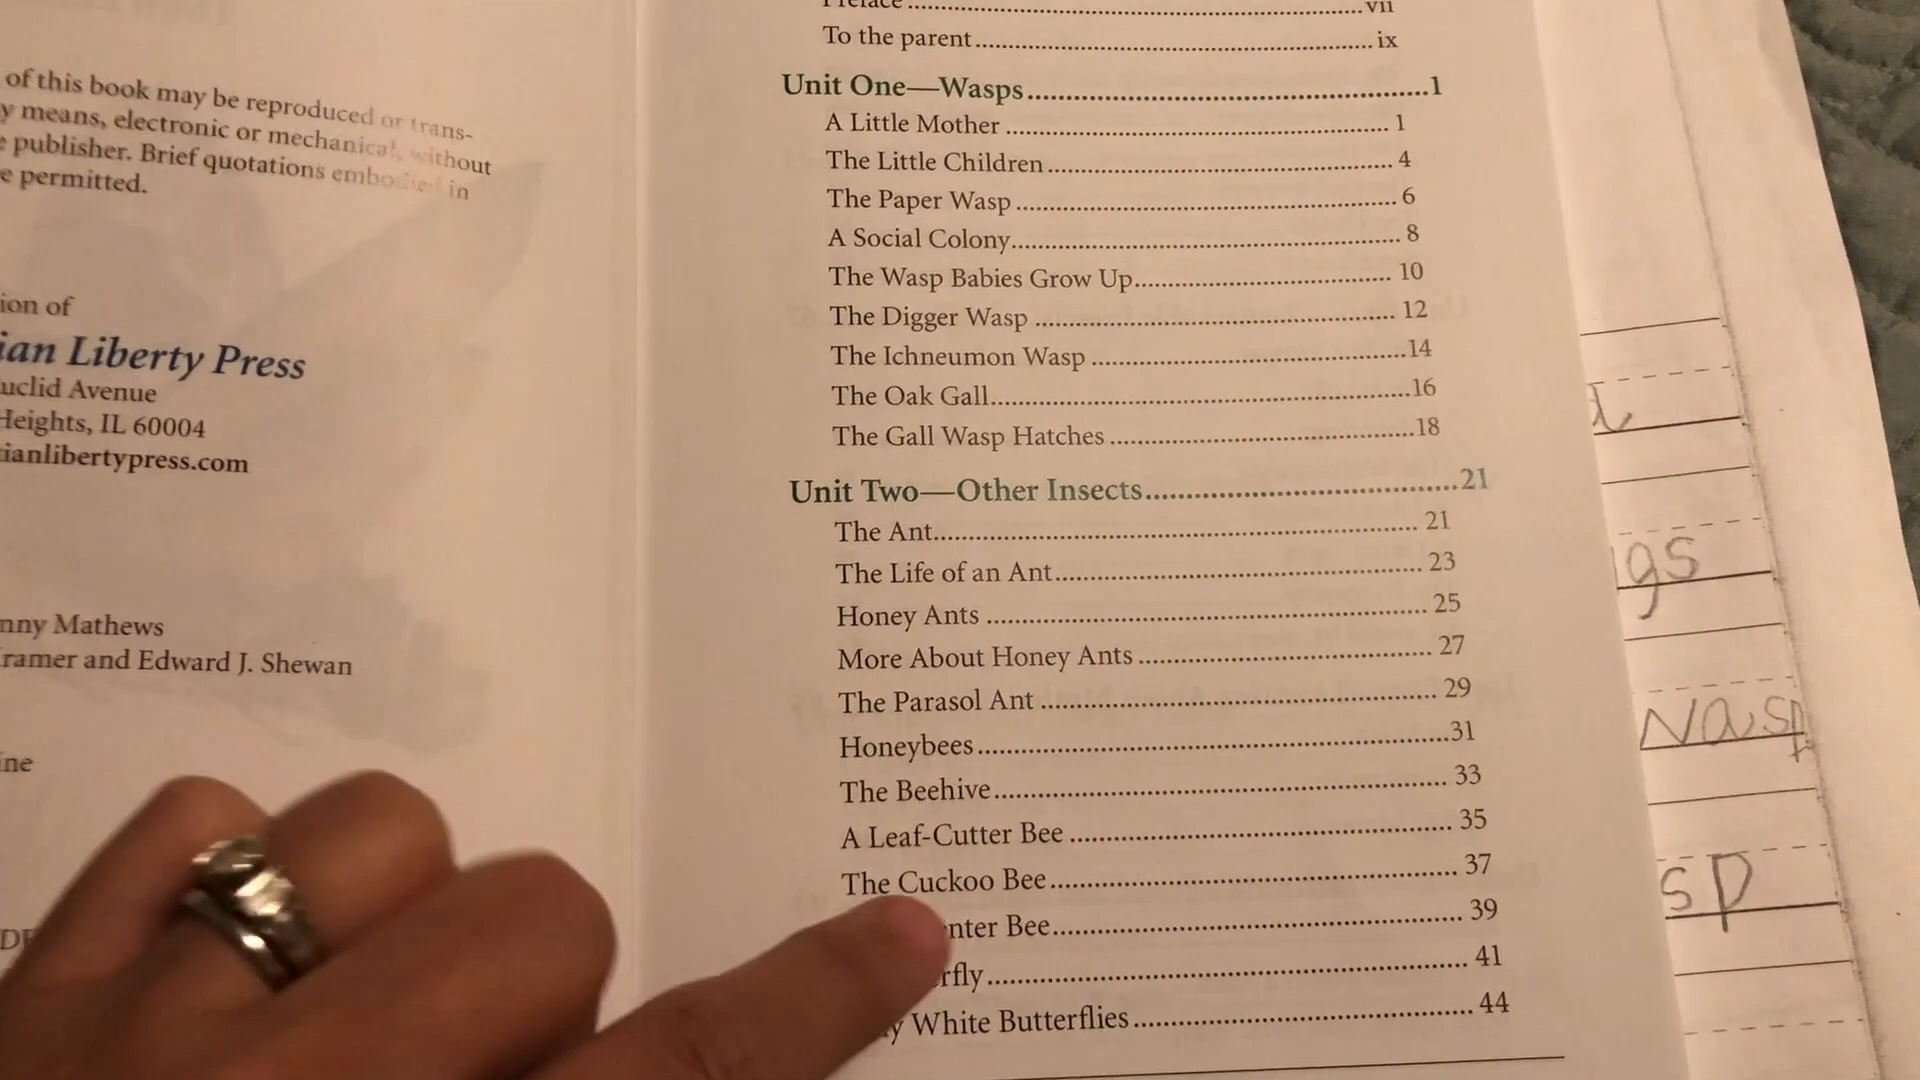 of this book may be reproduced or trans-
means, electronic or mechanical, without
publisher. Brief quotations embodied in
permitted.
ion of
ian Liberty Press
uclid Avenue
Heights, IL 60004
ianlibertypress.com
nny Mathews
ramer and Edward J. Shewan
ine
Preface vii
To the parent ix
Unit One—Wasps 1
A Little Mother 1
The Little Children 4
The Paper Wasp 6
A Social Colony 8
The Wasp Babies Grow Up 10
The Digger Wasp 12
The Ichneumon Wasp 14
The Oak Gall 16
The Gall Wasp Hatches 18
Unit Two—Other Insects 21
The Ant 21
The Life of an Ant 23
Honey Ants 25
More About Honey Ants 27
The Parasol Ant 29
Honeybees 31
The Beehive 33
A Leaf-Cutter Bee 35
The Cuckoo Bee 37
nter Bee 39
rfly 41
y White Butterflies 44
d
gs
Wasp
sp